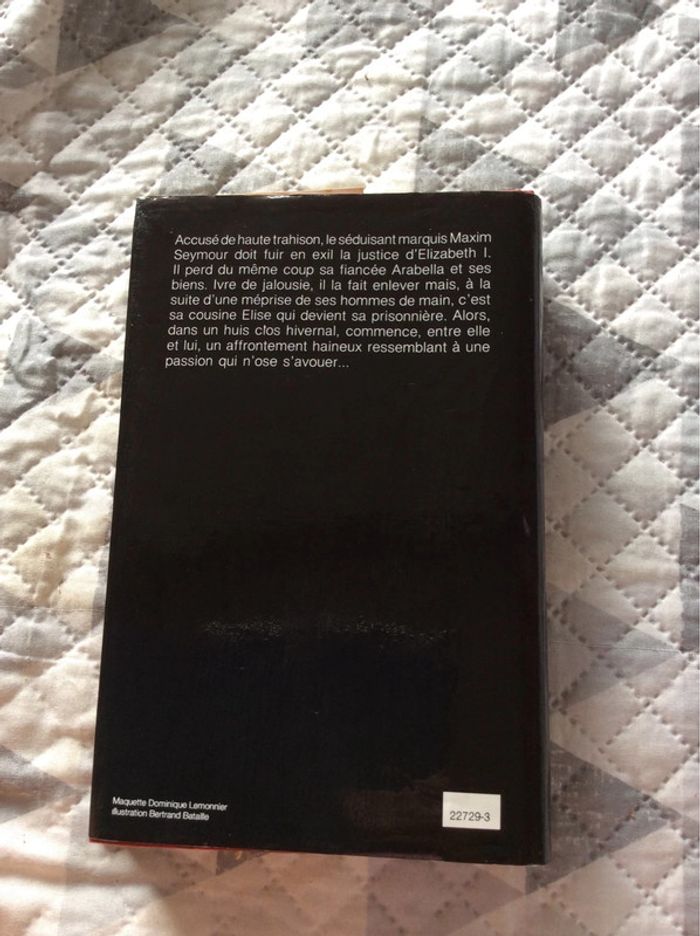 Accusé de haute trahison, le séduisant marquis Maxim
Seymour doit fuir en exil la justice d'Elizabeth I.
Il perd du même coup sa fiancée Arabella et ses
biens. Ivre de jalousie, il la fait enlever mais, à la
suite d'une méprise de ses hommes de main, c'est
sa cousine Elise qui devient sa prisonnière. Alors,
dans un huis clos hivernal, commence, entre elle
et lui, un affrontement haineux ressemblant à une
passion qui n'ose s'avouer...
Maquette Dominique Lemonnier
illustration Bertrand Bataille
22729-3